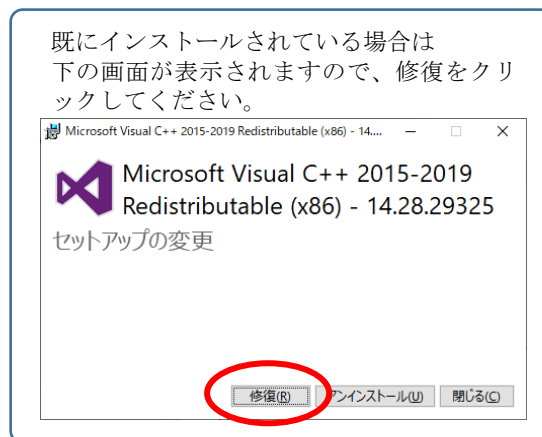 既にインストールされている場合は
下の画面が表示されますので、修復をクリ
ックしてください。
Microsoft Visual C++ 2015-2019 Redistributable (x86) - 14....
Microsoft Visual C++ 2015-2019
Redistributable (x86) - 14.28.29325
セットアップの変更
修復(R) アンインストール(U) 閉じる(C)